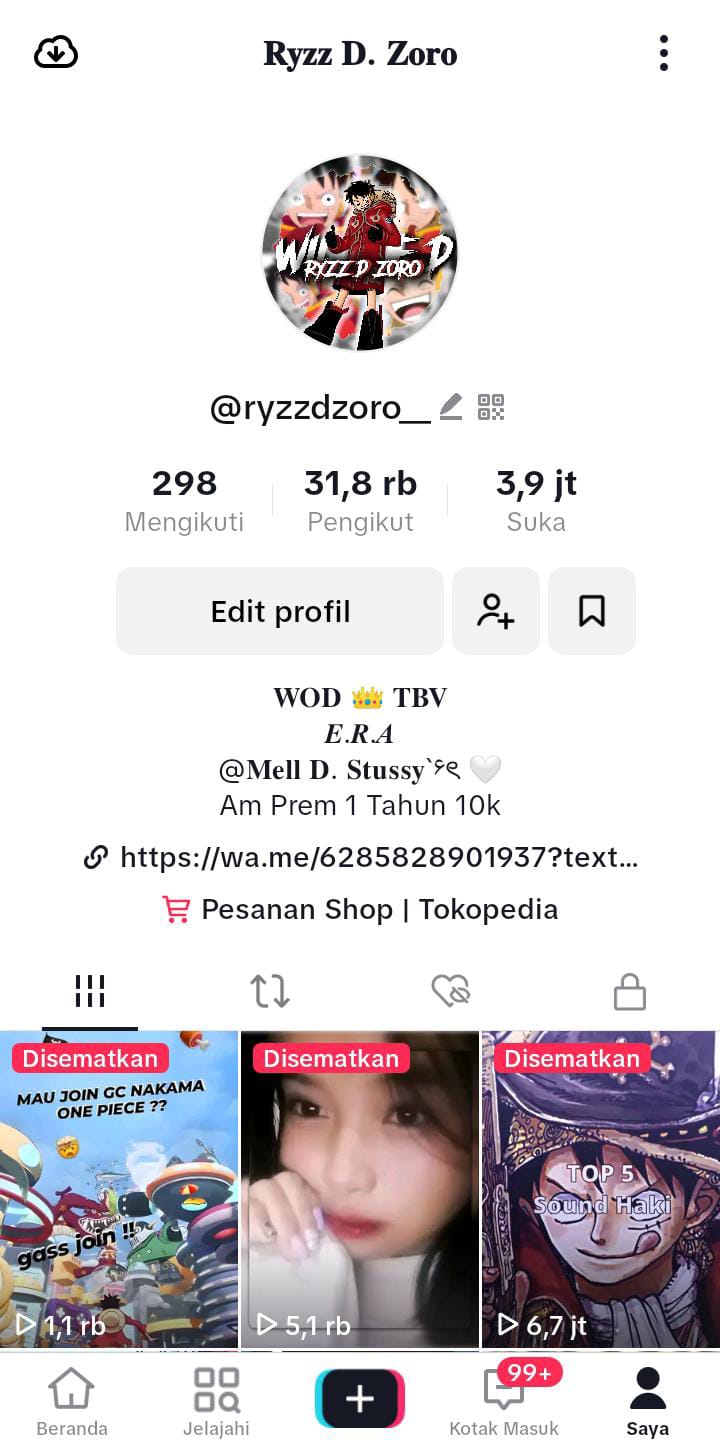 Ryzz D. Zoro
RYZZ D ZORO
@ryzzdzoro__
298
Mengikuti
31,8 rb
Pengikut
3,9 jt
Suka
Edit profil
WOD 👑 TBV
E.R.A
@Mell D. Stussy`୨ৎ 🤍
Am Prem 1 Tahun 10k
https://wa.me/6285828901937?text...
Pesanan Shop | Tokopedia
Disematkan
MAU JOIN GC NAKAMA
ONE PIECE ??
🤯
gass join !!
1,1 rb
Disematkan
5,1 rb
Disematkan
TOP 5
Sound Haki
6,7 jt
Beranda
Jelajahi
99+
Kotak Masuk
Saya